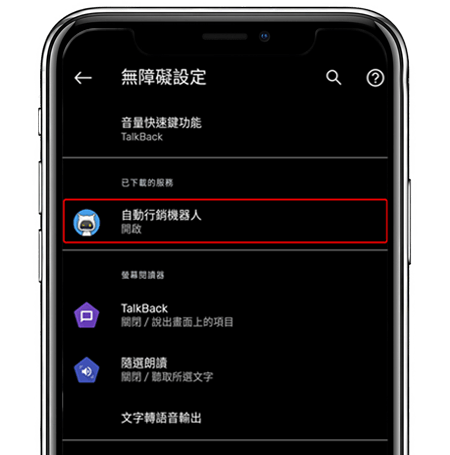 無障礙設定
音量快速鍵功能
TalkBack
已下載的服務
自動行銷機器人
開啟
螢幕閱讀器
TalkBack
關閉 / 說出畫面上的項目
隨選朗讀
關閉 / 聽取所選文字
文字轉語音輸出